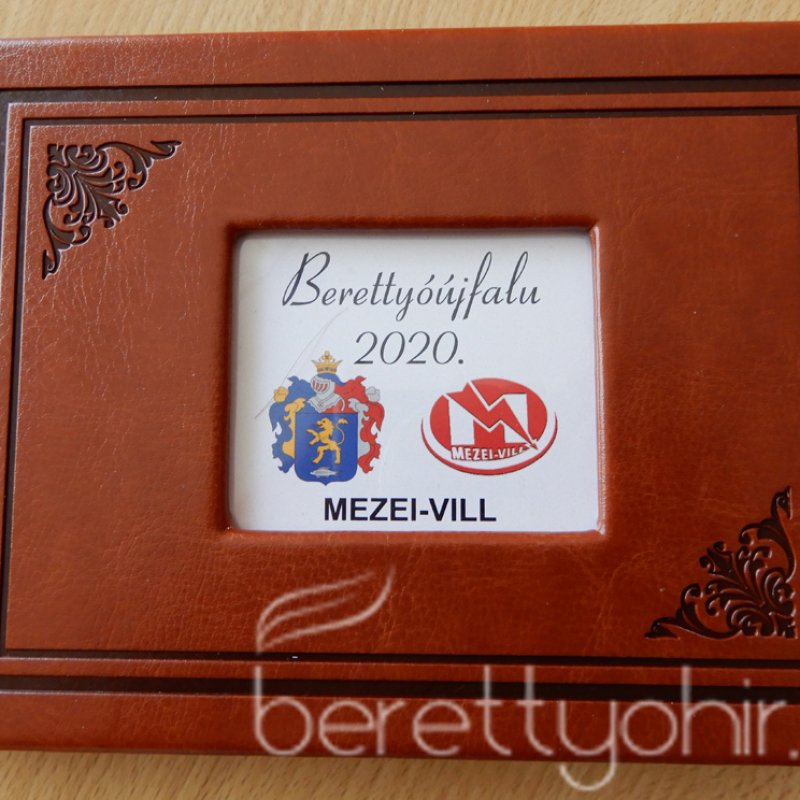 Berettyóújfalu
2020.
MEZEI-VILL
MEZEI-VILL
berettyohir.